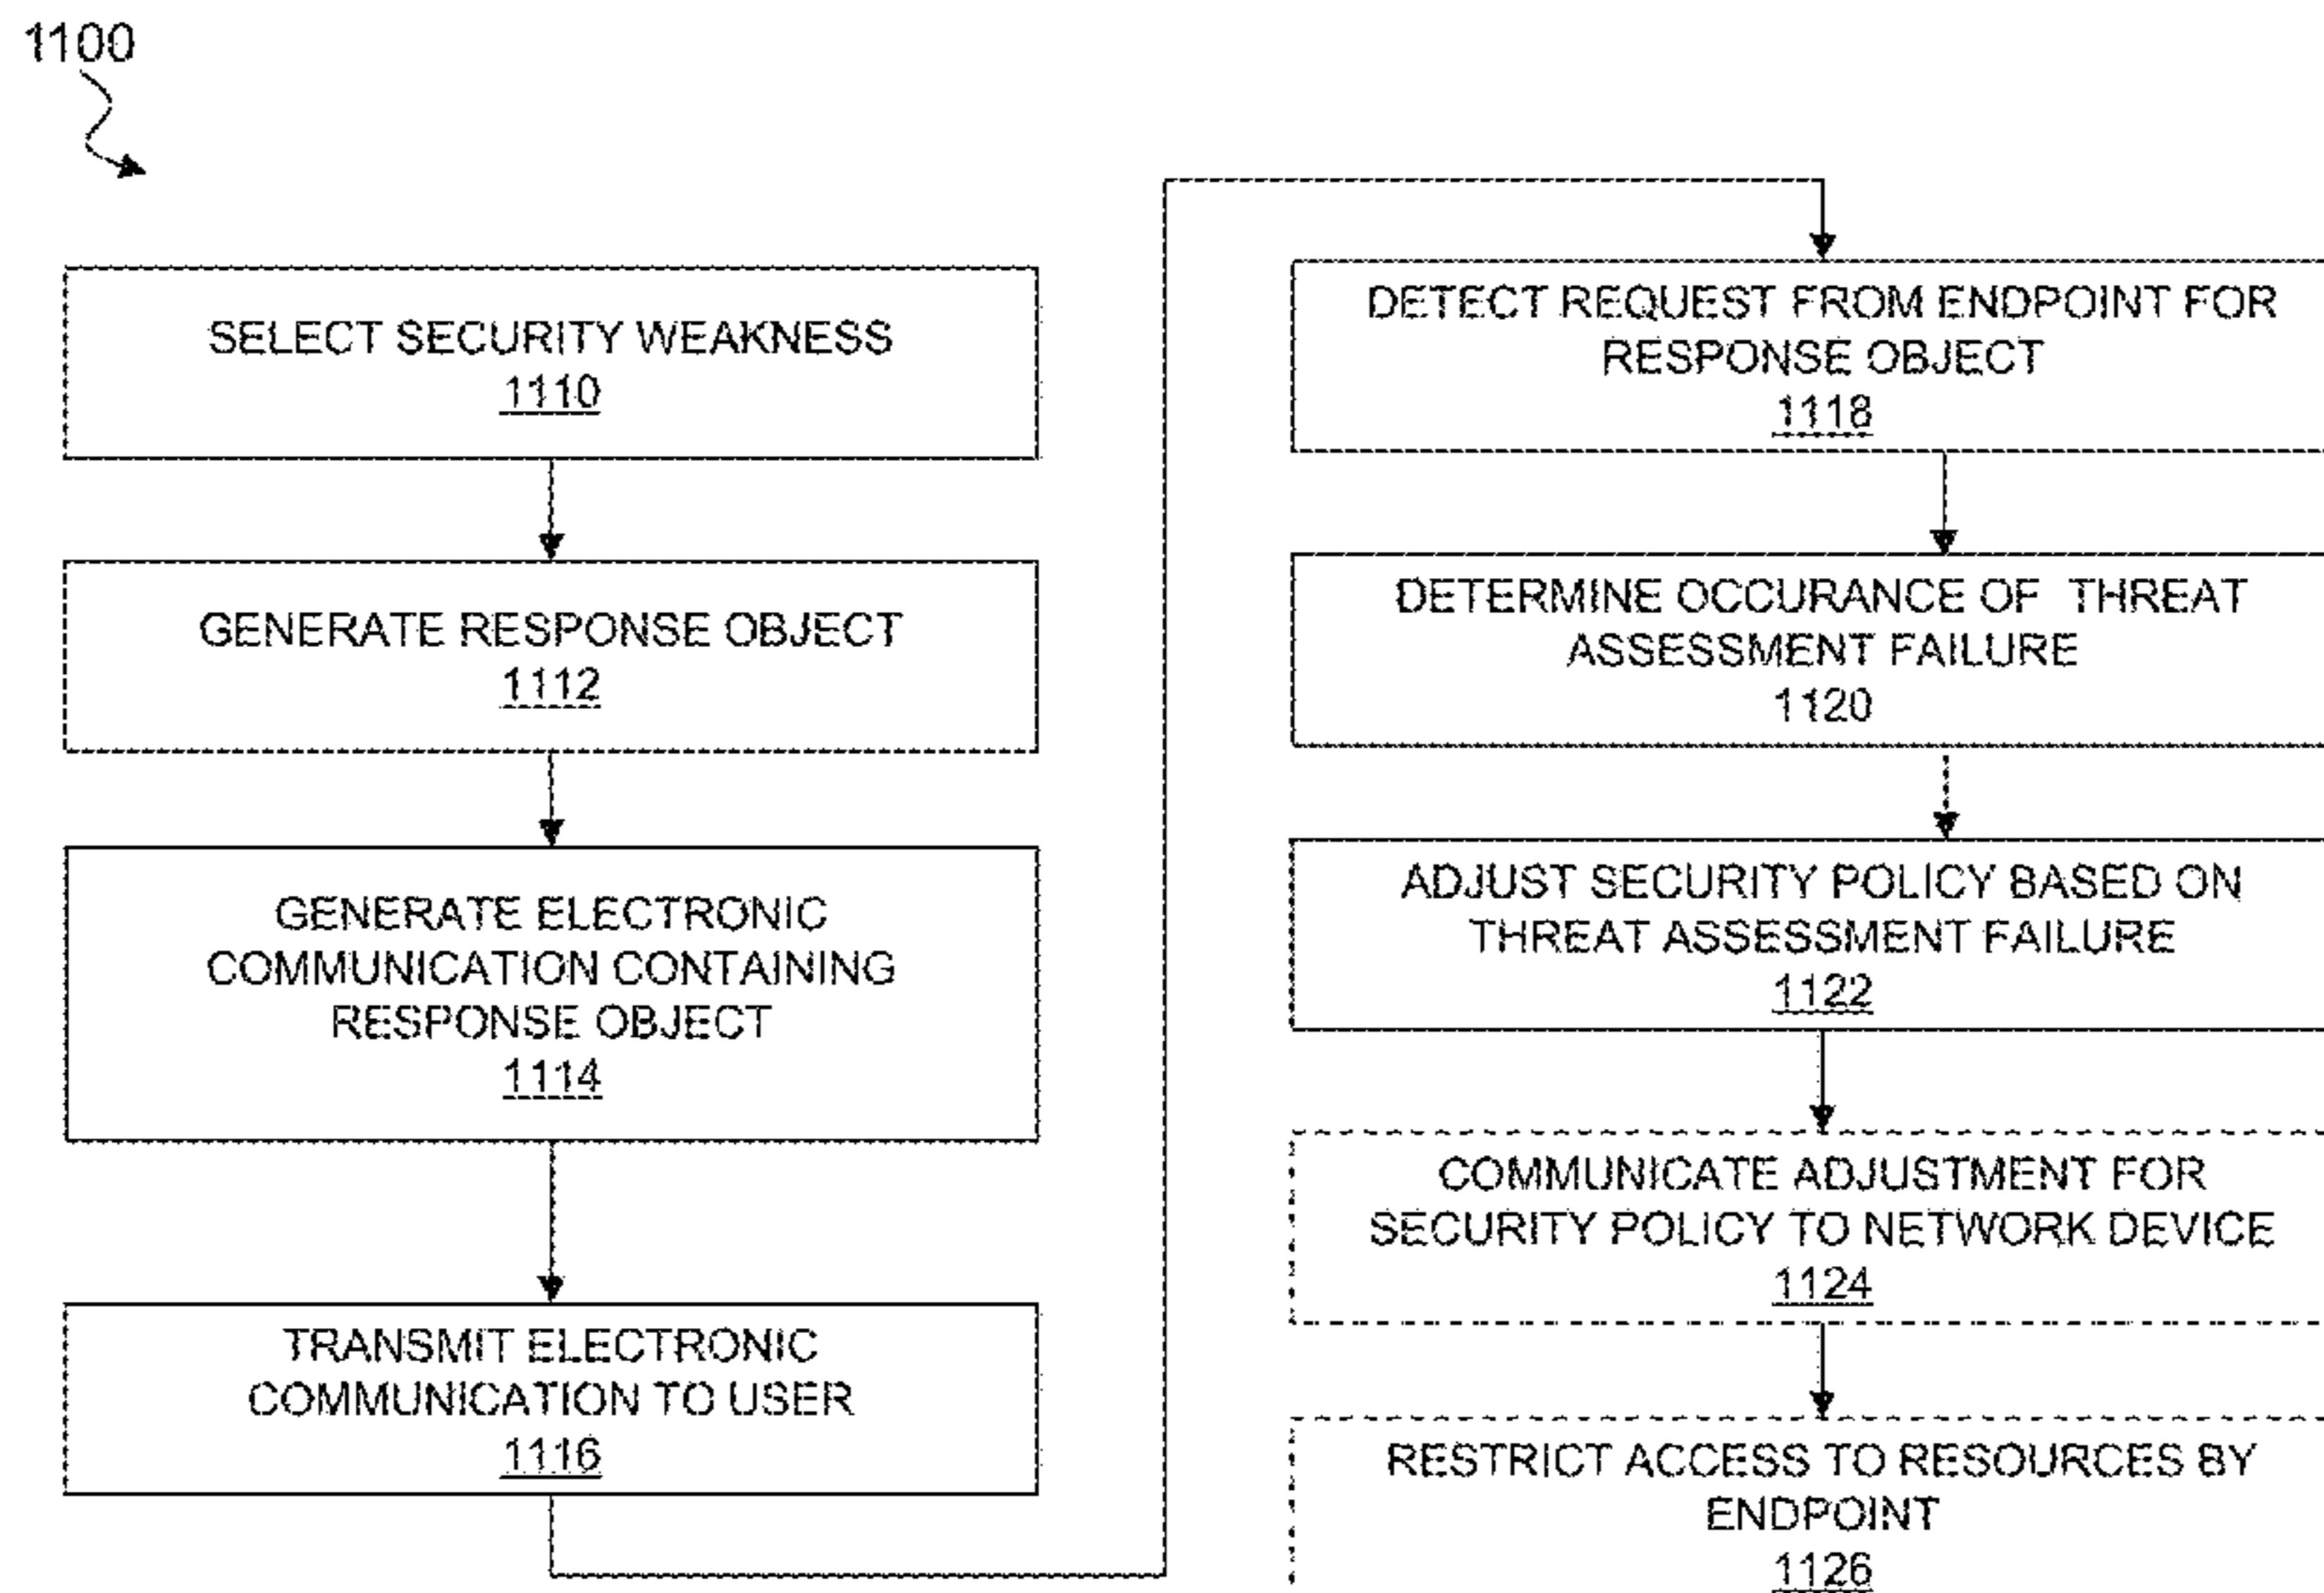 1100
SELECT SECURITY WEAKNESS
1110
GENERATE RESPONSE OBJECT
1112
GENERATE ELECTRONIC
COMMUNICATION CONTAINING
RESPONSE OBJECT
1114
TRANSMIT ELECTRONIC
COMMUNICATION TO USER
1116
DETECT REQUEST FROM ENDPOINT FOR
RESPONSE OBJECT
1118
DETERMINE OCCURANCE OF THREAT
ASSESSMENT FAILURE
1120
ADJUST SECURITY POLICY BASED ON
THREAT ASSESSMENT FAILURE
1122
COMMUNICATE ADJUSTMENT FOR
SECURITY POLICY TO NETWORK DEVICE
1124
RESTRICT ACCESS TO RESOURCES BY
ENDPOINT
1126